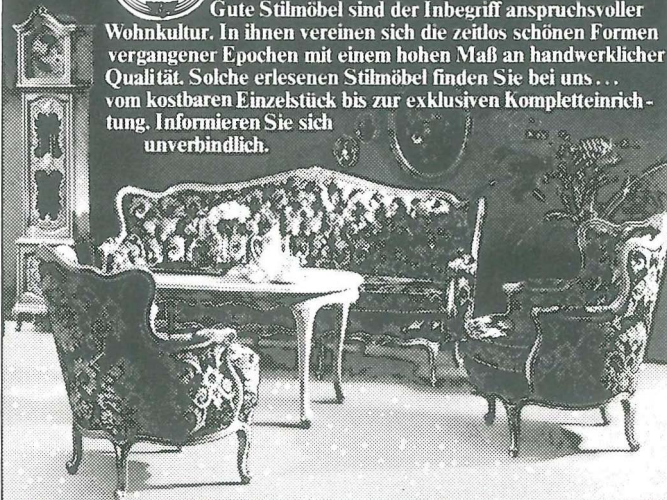 Gute Stilmöbel sind der Inbegriff anspruchsvoller
Wohnkultur. In ihnen vereinen sich die zeitlos schönen Formen
vergangener Epochen mit einem hohen Maß an handwerklicher
Qualität. Solche erlesenen Stilmöbel finden Sie bei uns...
vom kostbaren Einzelstück bis zur exklusiven Kompletteinrich-
tung. Informieren Sie sich
unverbindlich.